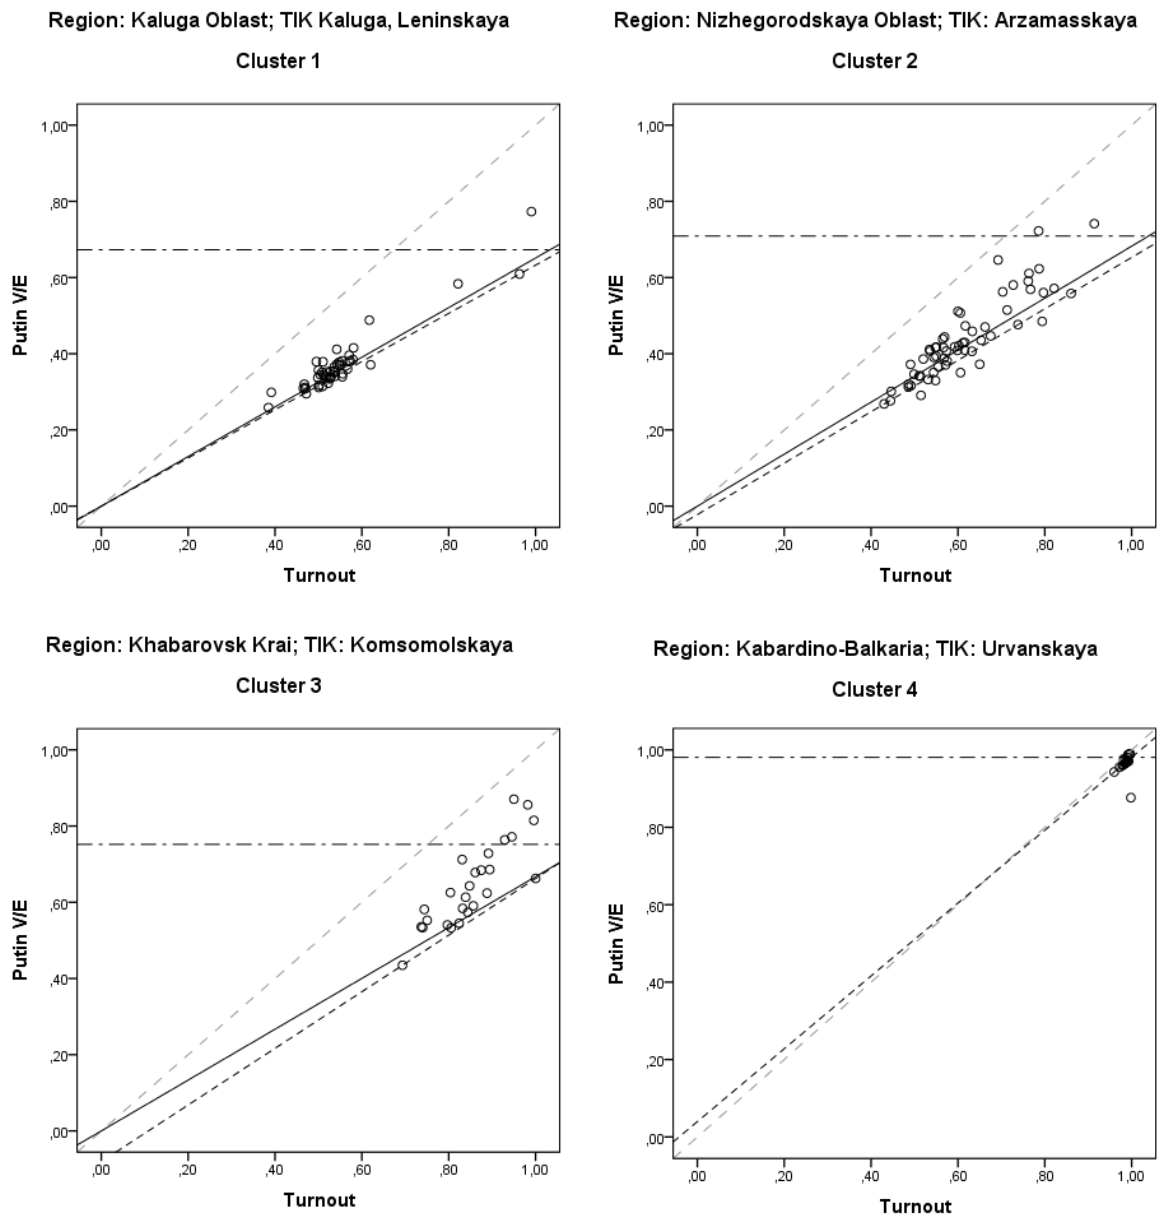 Region: Kaluga Oblast; TIK Kaluga, Leninskaya
Cluster 1
1,00
,80
,60
,40
,20
,00
Putin V/E
,00 ,20 ,40 ,60 ,80 1,00
Turnout
Region: Nizhegorodskaya Oblast; TIK: Arzamasskaya
Cluster 2
1,00
,80
,60
,40
,20
,00
Putin V/E
,00 ,20 ,40 ,60 ,80 1,00
Turnout
Region: Khabarovsk Krai; TIK: Komsomolskaya
Cluster 3
1,00
,80
,60
,40
,20
,00
Putin V/E
,00 ,20 ,40 ,60 ,80 1,00
Turnout
Region: Kabardino-Balkaria; TIK: Urvanskaya
Cluster 4
1,00
,80
,60
,40
,20
,00
Putin V/E
,00 ,20 ,40 ,60 ,80 1,00
Turnout